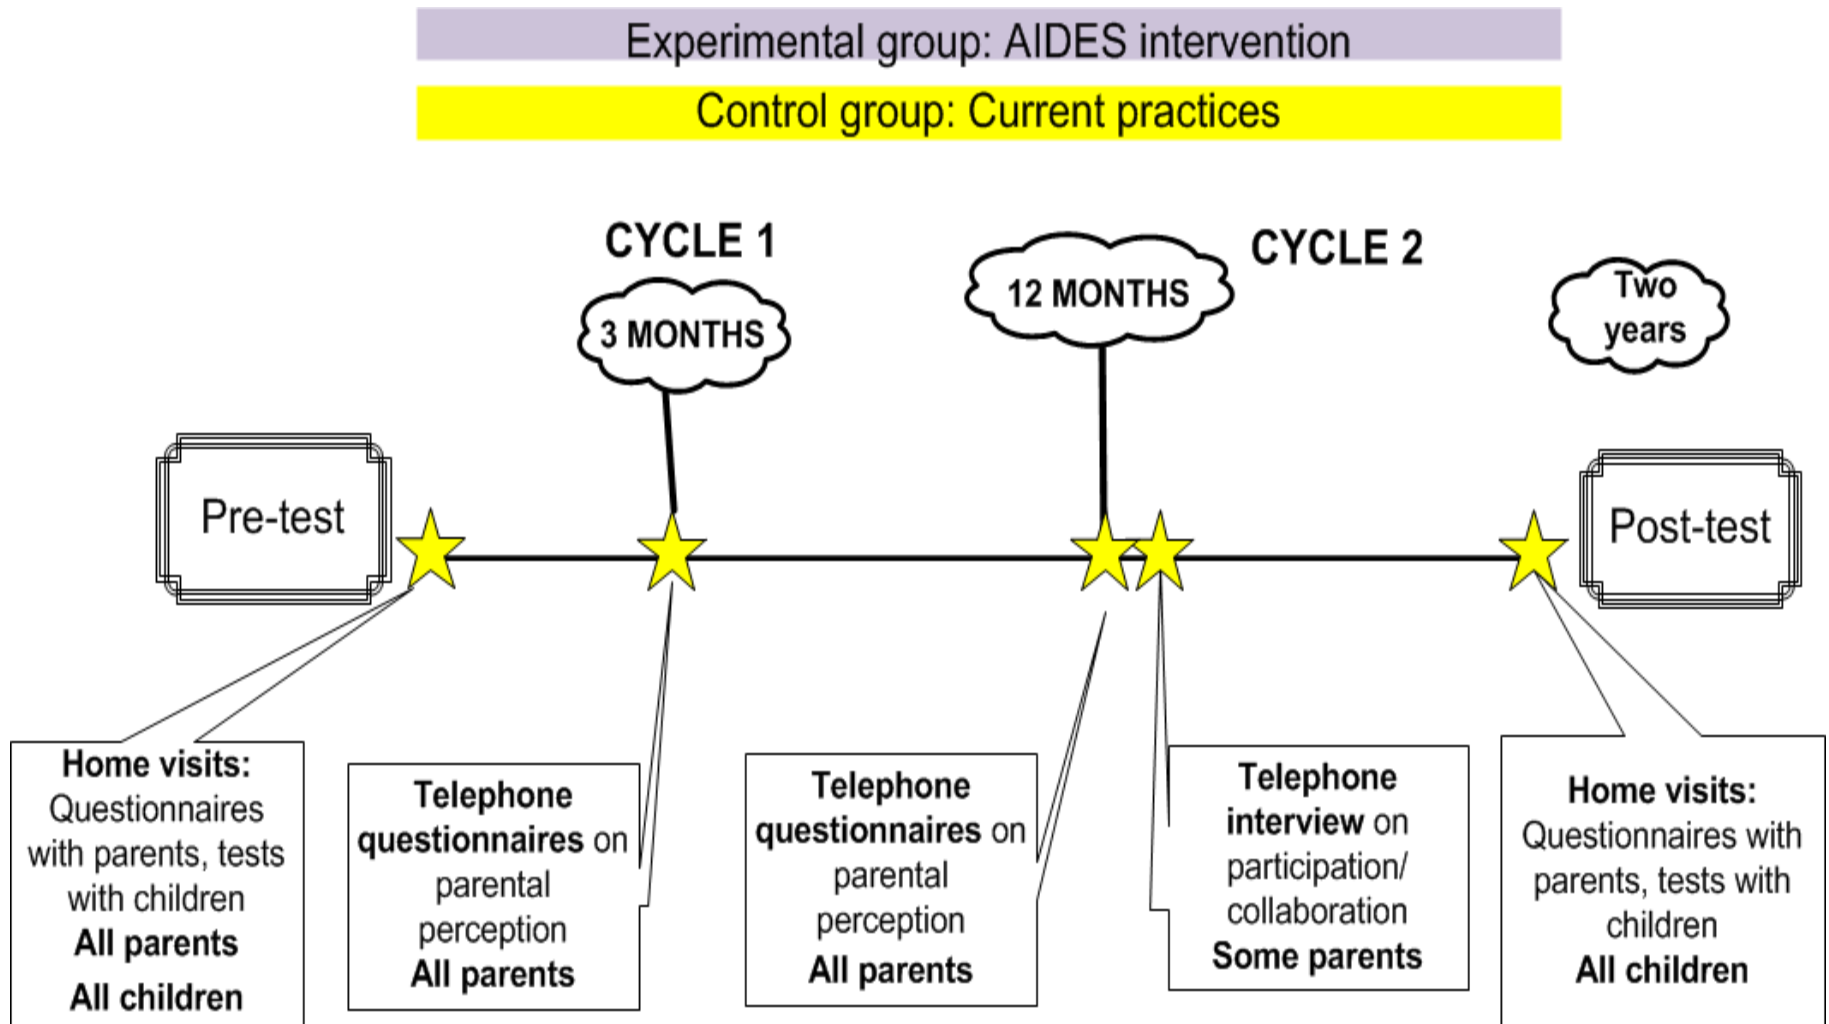 Experimental group: AIDES intervention
Control group: Current practices
CYCLE 1
3 MONTHS
12 MONTHS
CYCLE 2
Two
years
Pre-test
Post-test
Home visits:
Questionnaires
with parents, tests
with children
All parents
All children
Telephone
questionnaires on
parental
perception
All parents
Telephone
questionnaires on
parental
perception
All parents
Telephone
interview on
participation/
collaboration
Some parents
Home visits:
Questionnaires with
parents, tests with
children
All children